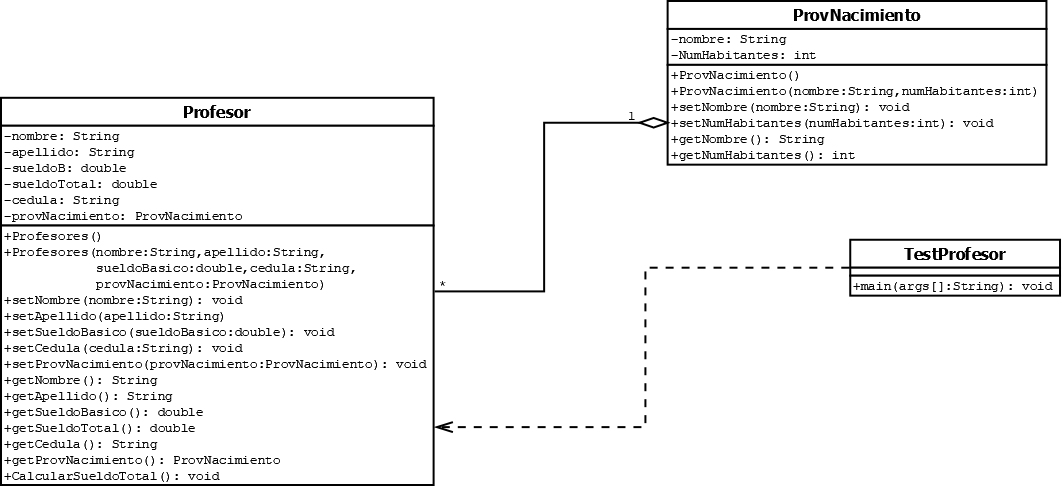 ProvNacimiento
-nombre: String
-NumHabitantes: int
+ProvNacimiento()
+ProvNacimiento(nombre:String,numHabitantes:int)
+setNombre(nombre:String): void
+setNumHabitantes(numHabitantes:int): void
+getNombre(): String
+getNumHabitantes(): int
1
Profesor
-nombre: String
-apellido: String
-sueldoB: double
-sueldoTotal: double
-cedula: String
-provNacimiento: ProvNacimiento
+Profesores()
+Profesores(nombre:String,apellido:String,
sueldoBasico:double,cedula:String,
provNacimiento:ProvNacimiento)
+setNombre(nombre:String): void
+setApellido(apellido:String)
+setSueldoBasico(sueldoBasico:double): void
+setCedula(cedula:String): void
+setProvNacimiento(provNacimiento:ProvNacimiento): void
+getNombre(): String
+getApellido(): String
+getSueldoBasico(): double
+getSueldoTotal(): double
+getCedula(): String
+getProvNacimiento(): ProvNacimiento
+CalcularSueldoTotal(): void
*
TestProfesor
+main(args[]:String): void